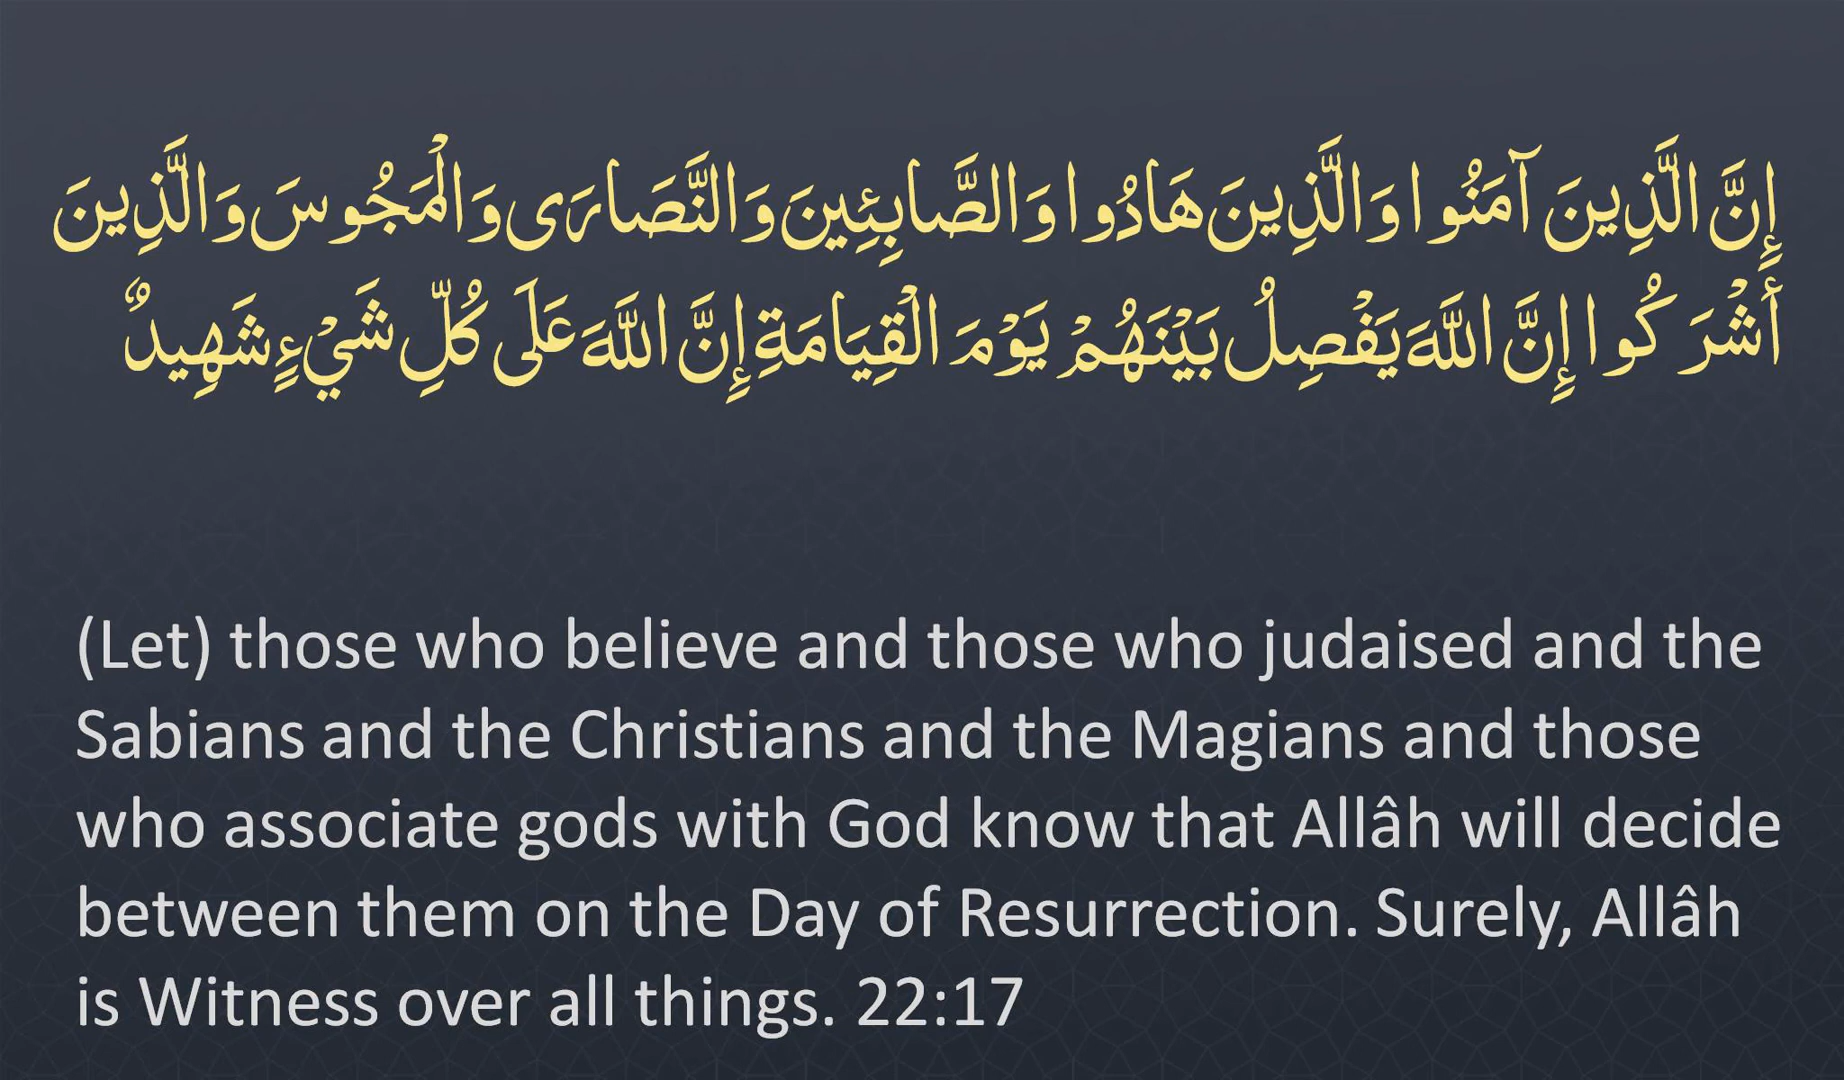 إِنَّ الَّذِينَ آمَنُوا وَالَّذِينَ هَادُوا وَالصَّابِئِينَ وَالنَّصَارَى وَالْمَجُوسَ وَالَّذِينَ
أَشْرَكُوا إِنَّ اللَّهَ يَفْصِلُ بَيْنَهُمْ يَوْمَ الْقِيَامَةِ إِنَّ اللَّهَ عَلَى كُلِّ شَيْءٍ شَهِيدٌ
(Let) those who believe and those who judaised and the
Sabians and the Christians and the Magians and those
who associate gods with God know that Allâh will decide
between them on the Day of Resurrection. Surely, Allâh
is Witness over all things. 22:17